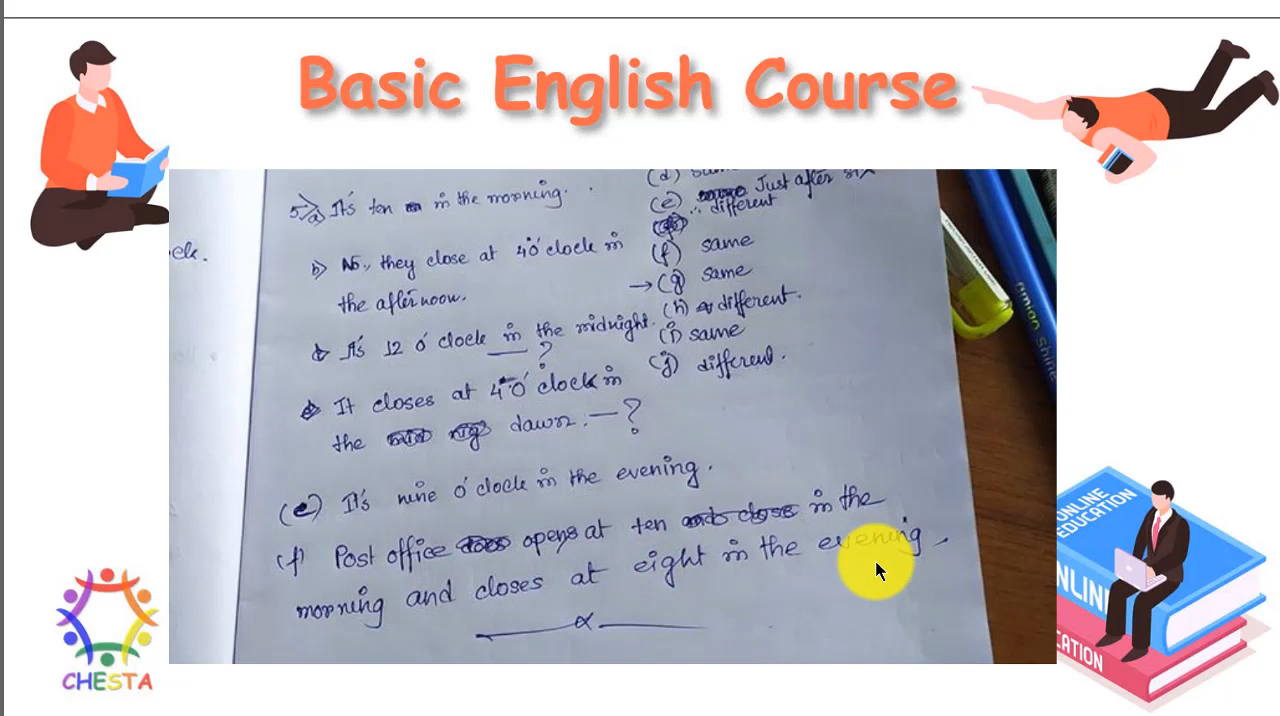 Basic English Course
5) a) It's ten in the morning.
b) No, they close at 4 o'clock in
the afternoon.
c) It's 12 o'clock in the midnight.
— ?
d) It closes at 4 o'clock in
the dawn. — ?
(e) It's nine o'clock in the evening.
(f) Post office opens at ten in the
morning and closes at eight in the evening.
(d) same
(e) Just after six
∴ different
(f) same
→ (g) same
(h) different.
(i) same
(j) different.
ck.
CHESTA
ONLINE
EDUCATION